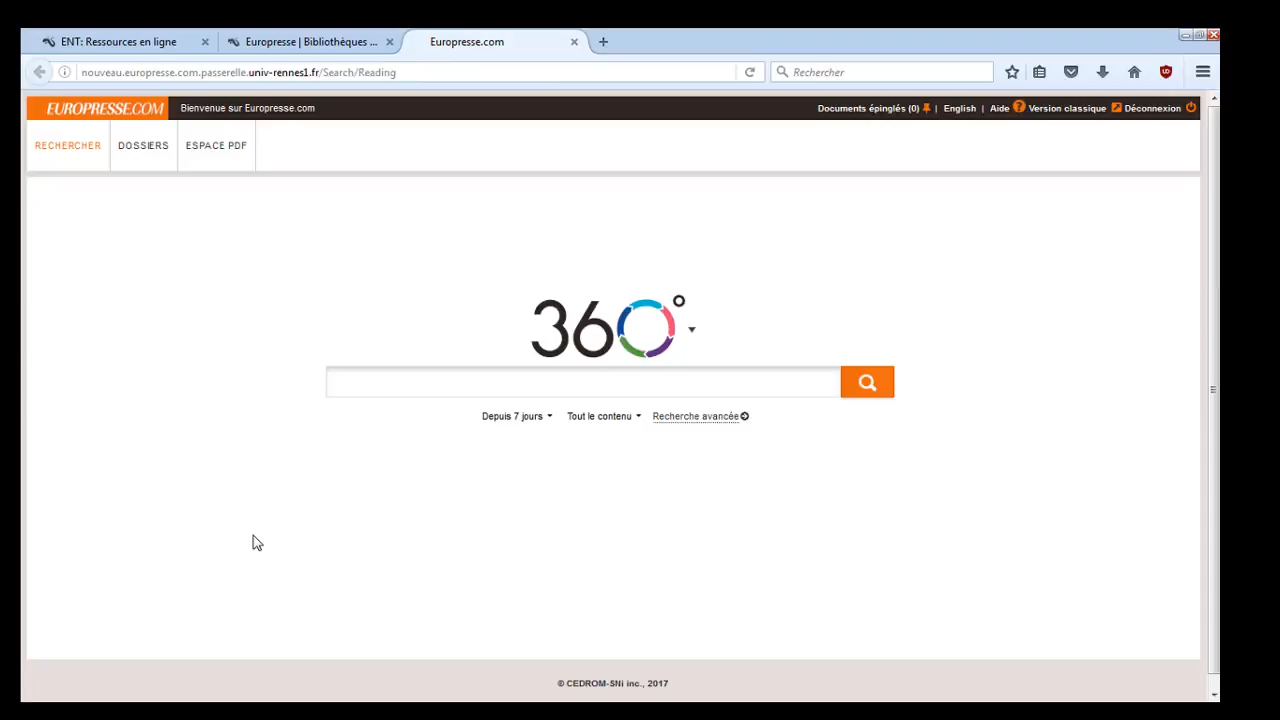 ENT: Ressources en ligne
Europresse | Bibliothèques ...
Europresse.com
nouveau.europresse.com.passerelle.univ-rennes1.fr/Search/Reading
Rechercher
EUROPRESSE.COM
Bienvenue sur Europresse.com
Documents épinglés (0) | English | Aide Version classique Déconnexion
RECHERCHER
DOSSIERS
ESPACE PDF
360°
Depuis 7 jours
Tout le contenu
Recherche avancée
© CEDROM-SNi inc., 2017